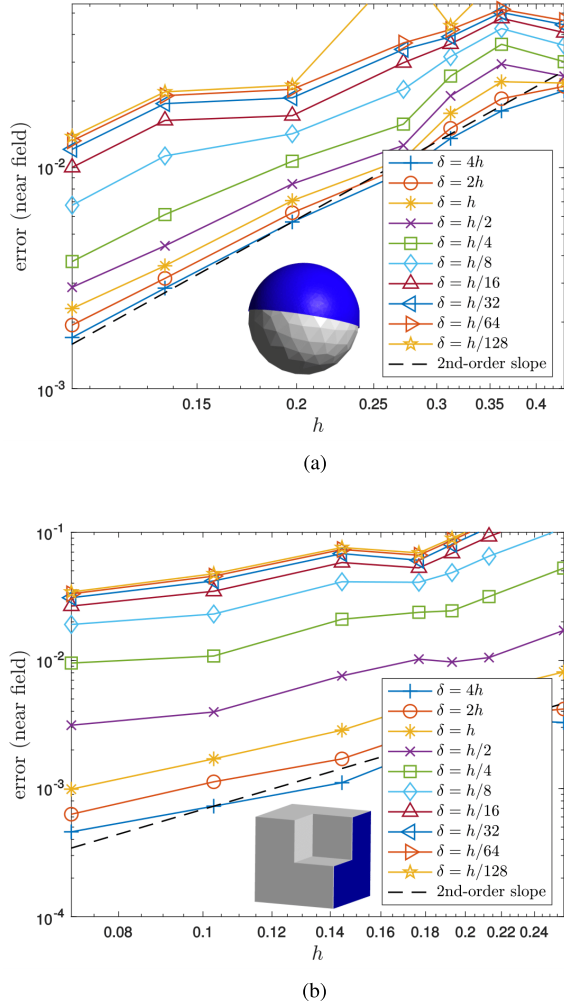 error (near field)
10^{-2}
10^{-3}
δ = 4h
δ = 2h
δ = h
δ = h/2
δ = h/4
δ = h/8
δ = h/16
δ = h/32
δ = h/64
δ = h/128
2nd-order slope
0.15 0.2 0.25 0.3 0.35 0.4
h
(a)
error (near field)
10^{-1}
10^{-2}
10^{-3}
10^{-4}
δ = 4h
δ = 2h
δ = h
δ = h/2
δ = h/4
δ = h/8
δ = h/16
δ = h/32
δ = h/64
δ = h/128
2nd-order slope
0.08 0.1 0.12 0.14 0.16 0.18 0.2 0.22 0.24
h
(b)